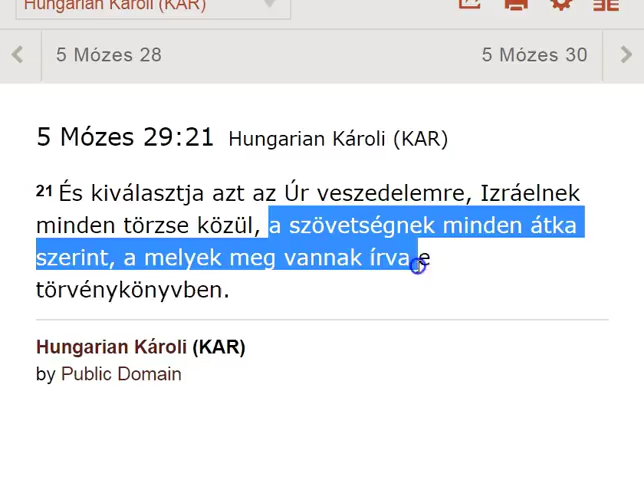 Hungarian Károli (KAR)
5 Mózes 28
5 Mózes 30
5 Mózes 29:21 Hungarian Károli (KAR)
21 És kiválasztja azt az Úr veszedelemre, Izráelnek
minden törzse közül, a szövetségnek minden átka
szerint, a melyek meg vannak írva e
törvénykönyvben.
Hungarian Károli (KAR)
by Public Domain